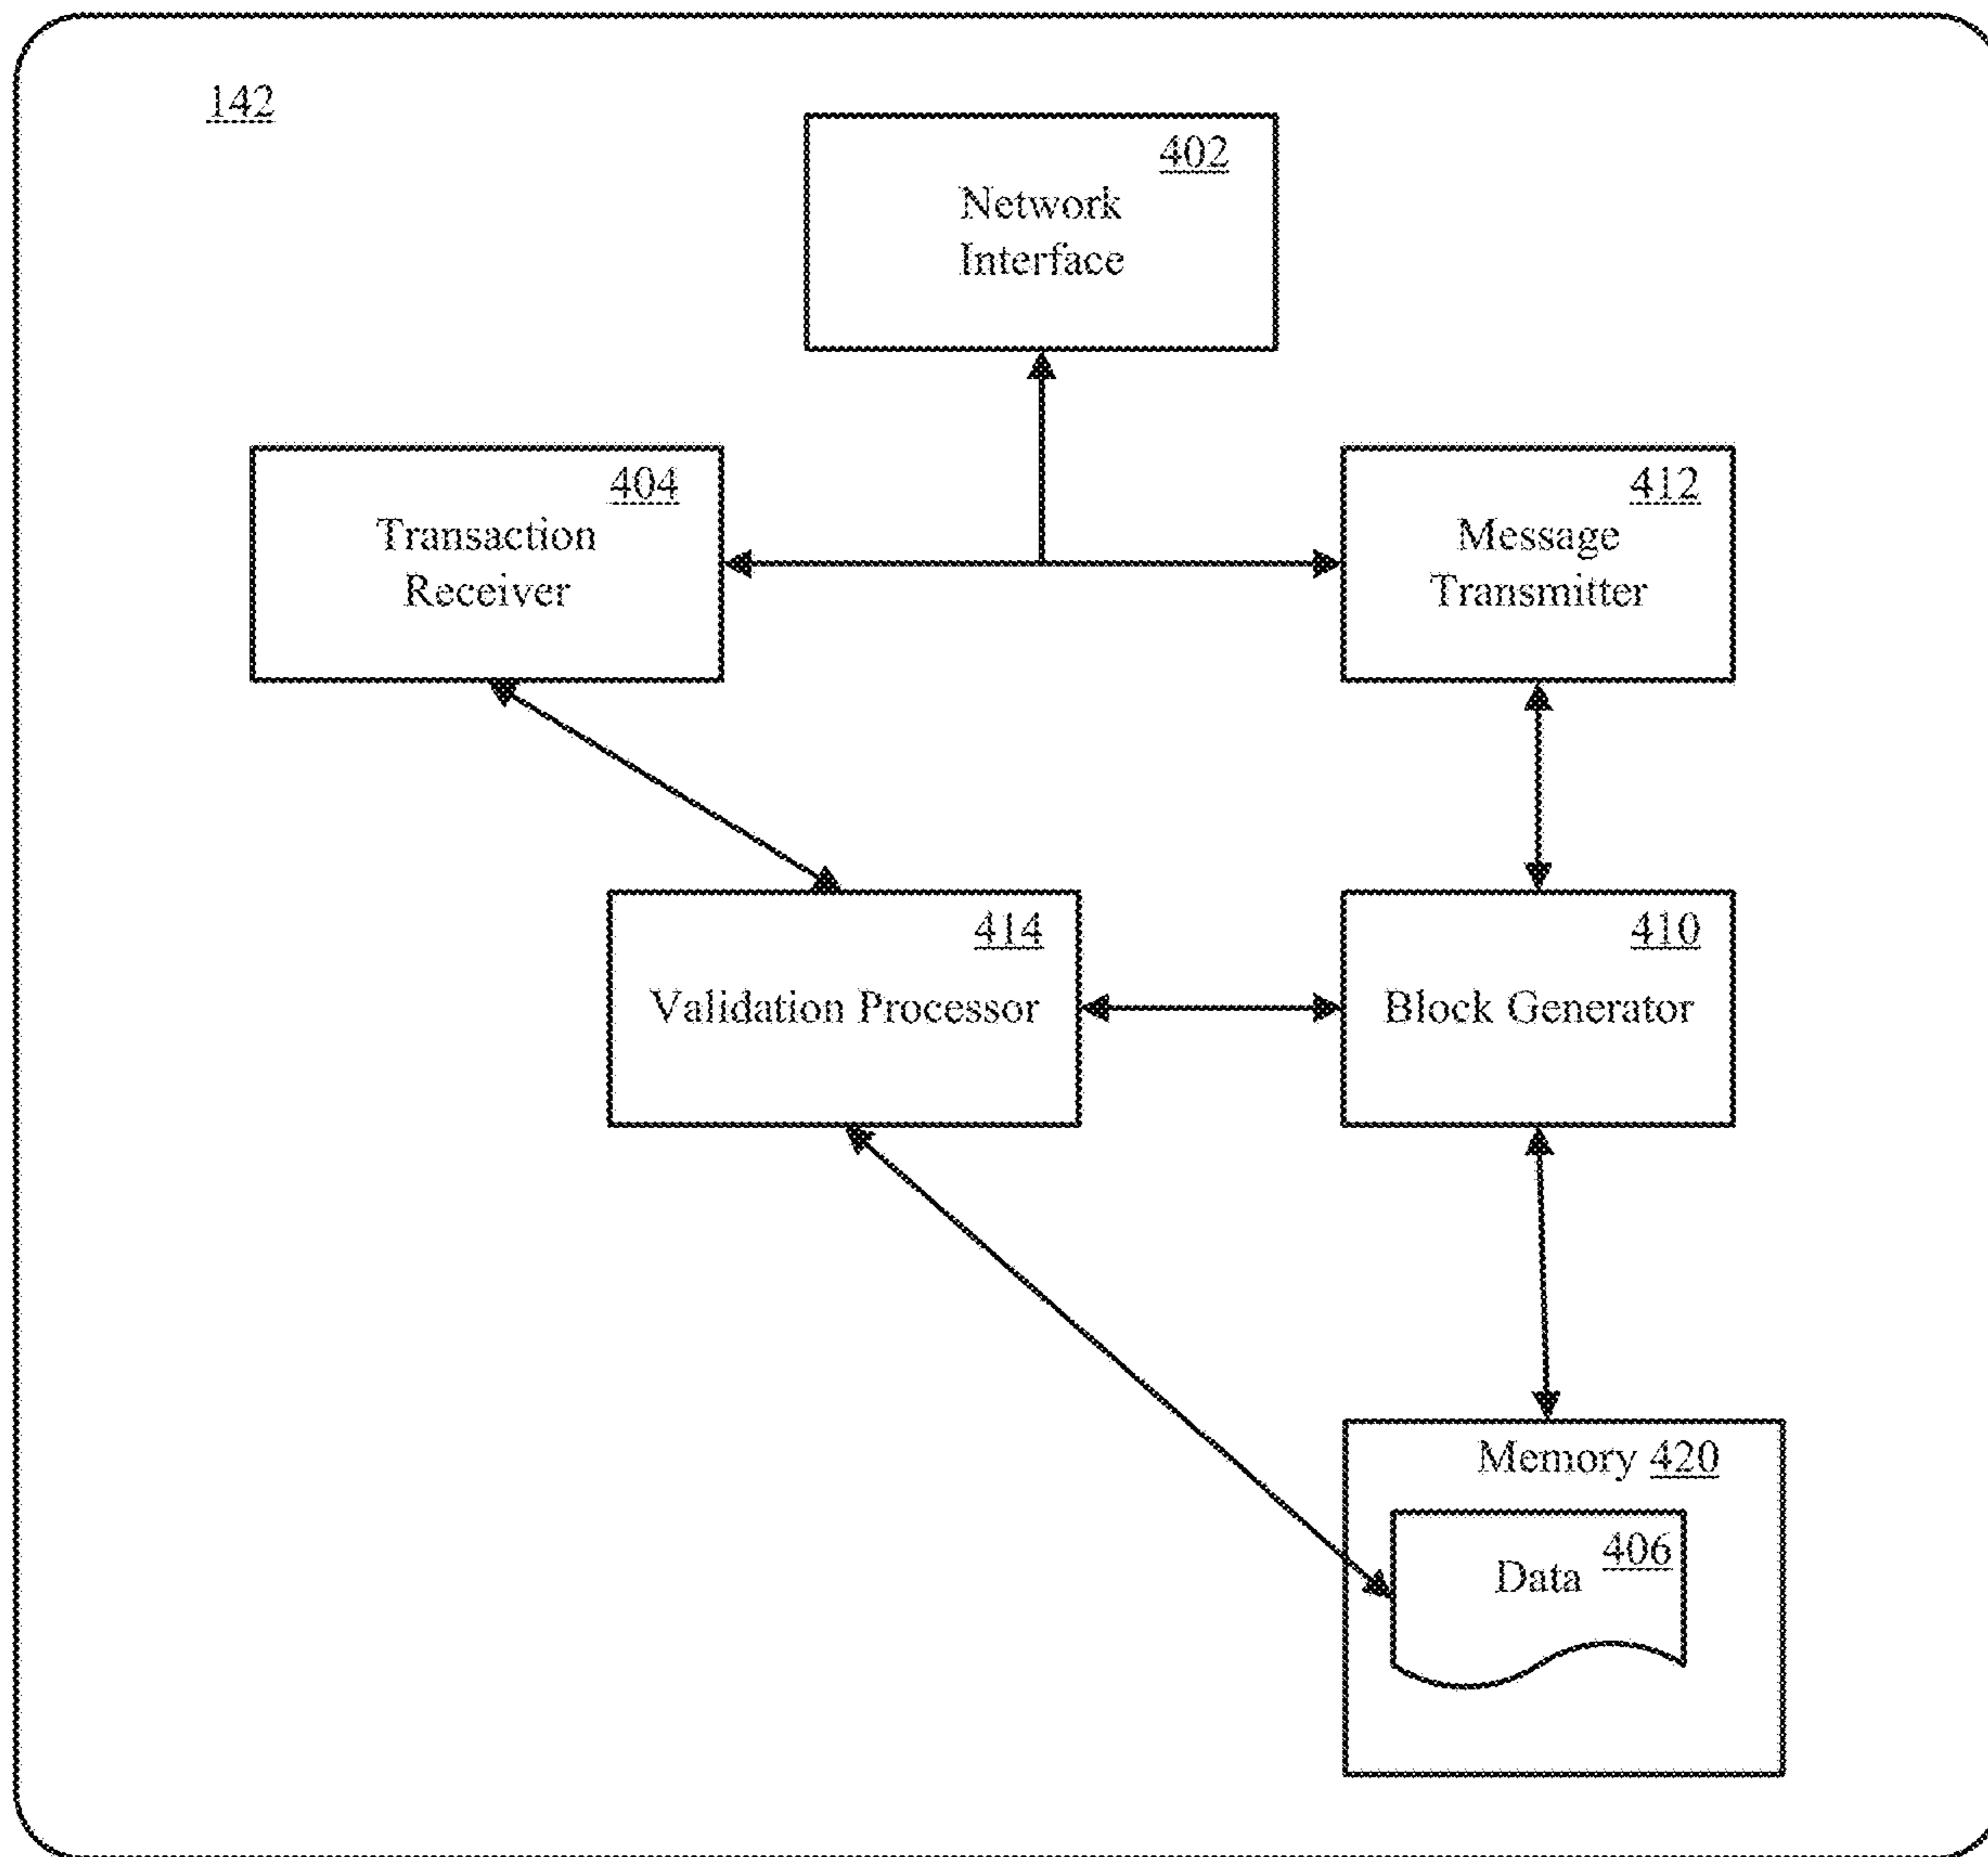 142
402
Network
Interface
404
Transaction
Receiver
412
Message
Transmitter
414
Validation Processor
410
Block Generator
Memory 420
406
Data